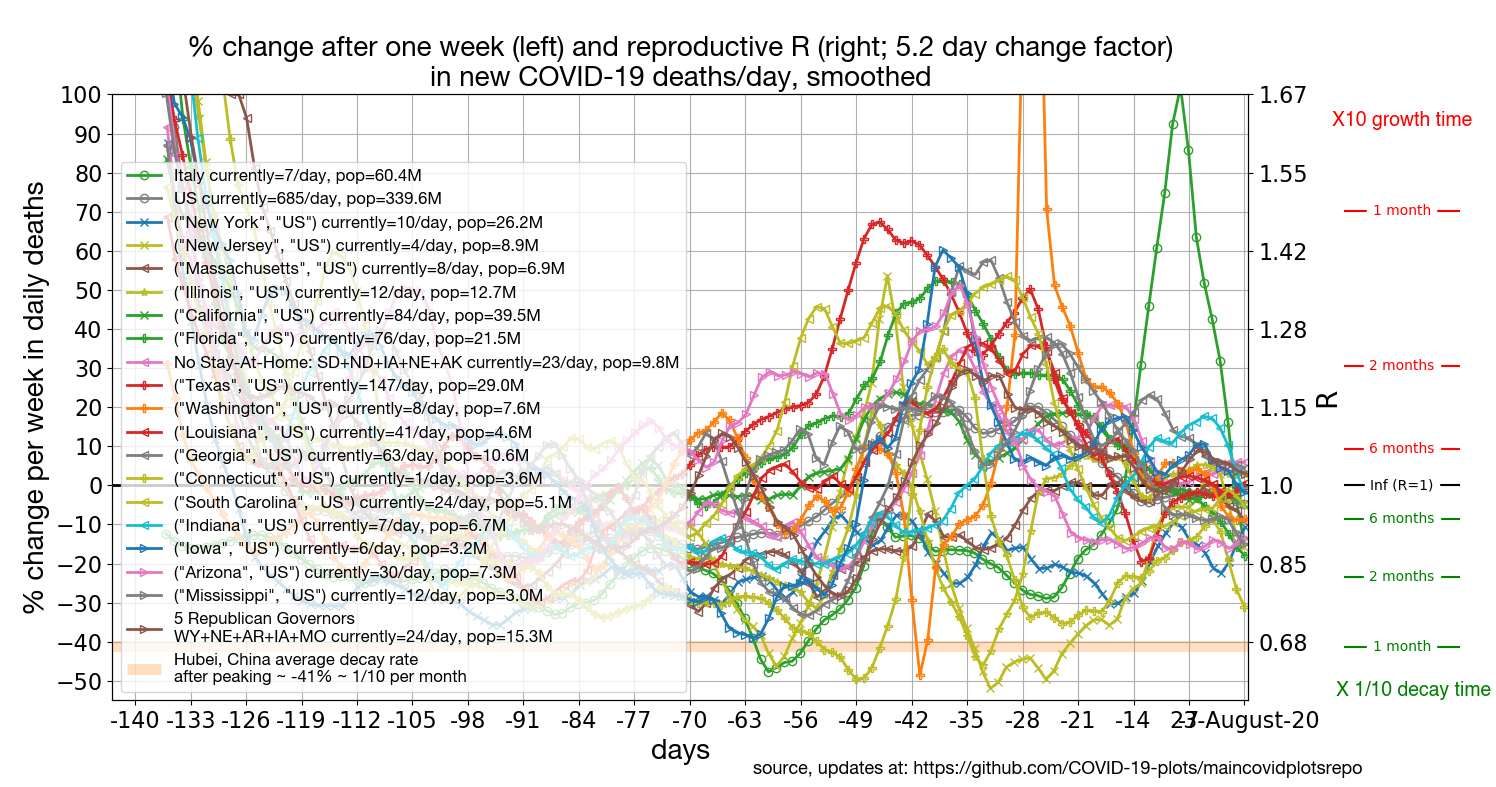 % change after one week (left) and reproductive R (right; 5.2 day change factor)
in new COVID-19 deaths/day, smoothed
% change per week in daily deaths
100
90
80
70
60
50
40
30
20
10
0
−10
−20
−30
−40
−50
Italy currently=7/day, pop=60.4M
US currently=685/day, pop=339.6M
("New York", "US") currently=10/day, pop=26.2M
("New Jersey", "US") currently=4/day, pop=8.9M
("Massachusetts", "US") currently=8/day, pop=6.9M
("Illinois", "US") currently=12/day, pop=12.7M
("California", "US") currently=84/day, pop=39.5M
("Florida", "US") currently=76/day, pop=21.5M
No Stay-At-Home: SD+ND+IA+NE+AK currently=23/day, pop=9.8M
("Texas", "US") currently=147/day, pop=29.0M
("Washington", "US") currently=8/day, pop=7.6M
("Louisiana", "US") currently=41/day, pop=4.6M
("Georgia", "US") currently=63/day, pop=10.6M
("Connecticut", "US") currently=1/day, pop=3.6M
("South Carolina", "US") currently=24/day, pop=5.1M
("Indiana", "US") currently=7/day, pop=6.7M
("Iowa", "US") currently=6/day, pop=3.2M
("Arizona", "US") currently=30/day, pop=7.3M
("Mississippi", "US") currently=12/day, pop=3.0M
5 Republican Governors
WY+NE+AR+IA+MO currently=24/day, pop=15.3M
Hubei, China average decay rate
after peaking ~ -41% ~ 1/10 per month
1.67
1.55
1.42
1.28
1.15
1.0
0.85
0.68
R
X10 growth time
1 month
2 months
6 months
Inf (R=1)
6 months
2 months
1 month
X 1/10 decay time
-140 -133 -126 -119 -112 -105 -98 -91 -84 -77 -70 -63 -56 -49 -42 -35 -28 -21 -14 -7 23-August-20
days
source, updates at: https://github.com/COVID-19-plots/maincovidplotsrepo